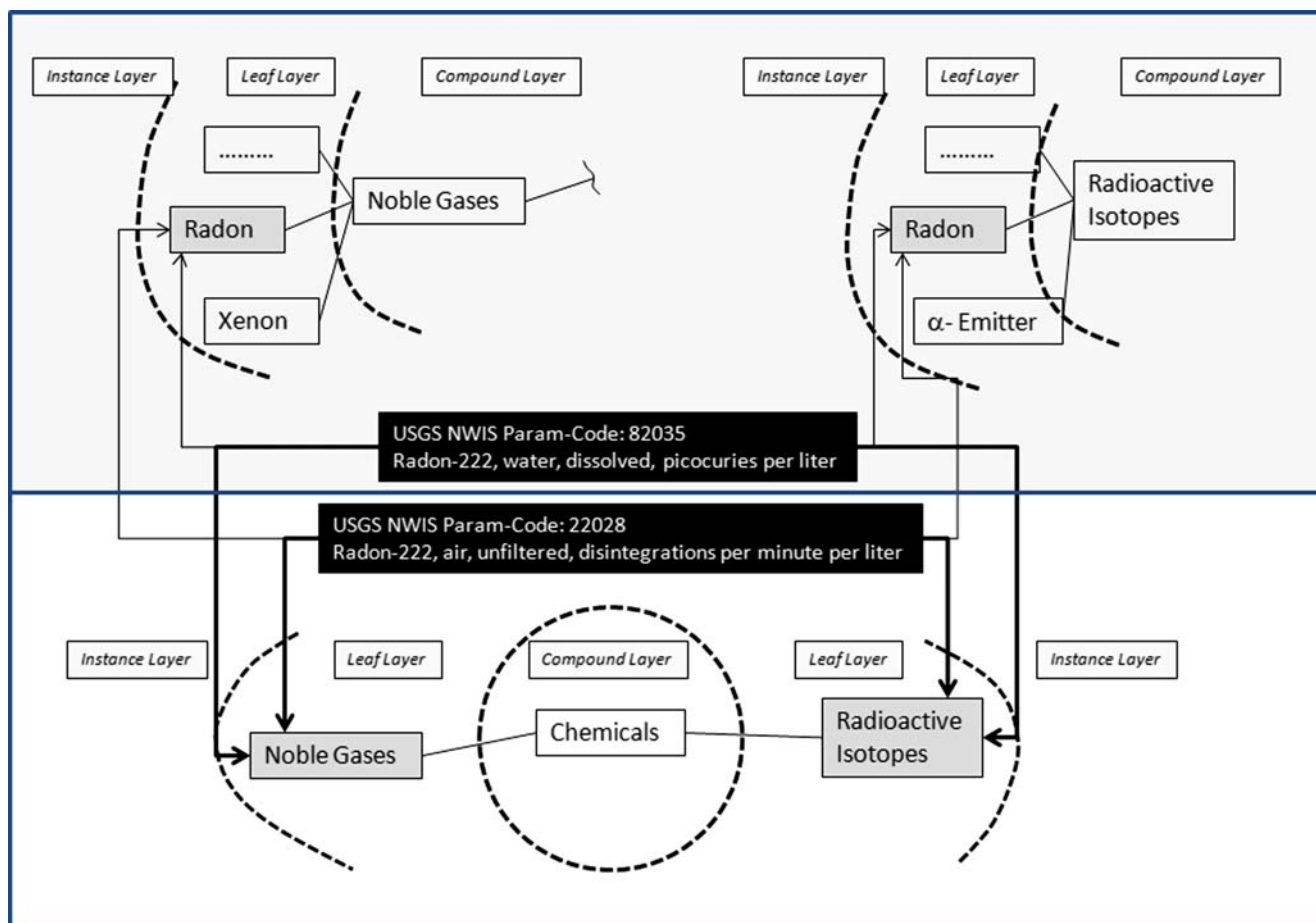 Instance Layer
Leaf Layer
Compound Layer
Instance Layer
Leaf Layer
Compound Layer
.........
.........
Noble Gases
Radioactive
Isotopes
Radon
Radon
Xenon
α- Emitter
USGS NWIS Param-Code: 82035
Radon-222, water, dissolved, picocuries per liter
USGS NWIS Param-Code: 22028
Radon-222, air, unfiltered, disintegrations per minute per liter
Instance Layer
Leaf Layer
Compound Layer
Leaf Layer
Instance Layer
Noble Gases
Chemicals
Radioactive
Isotopes